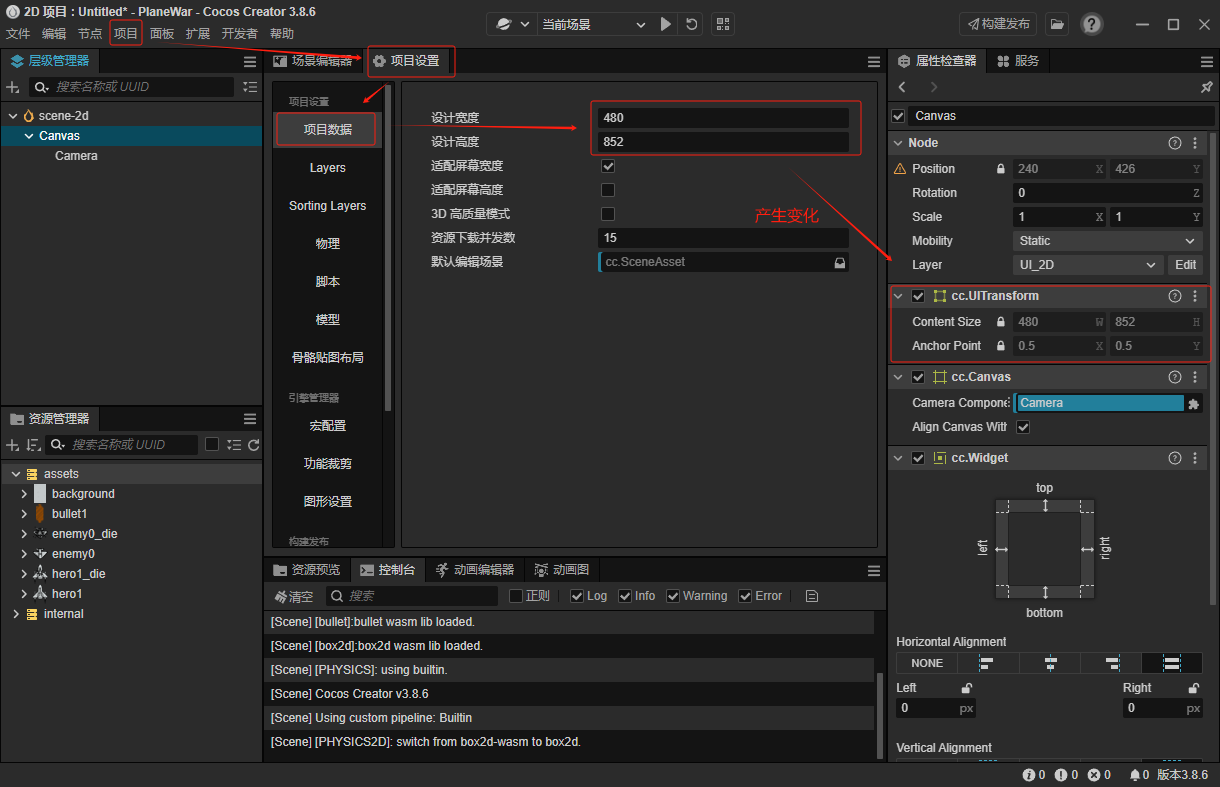 2D 项目 : Untitled* - PlaneWar - Cocos Creator 3.8.6
文件 编辑 节点 项目 面板 扩展 开发者 帮助
当前场景
构建发布
层级管理器
搜索名称或 UUID
scene-2d
Canvas
Camera
资源管理器
搜索名称或 UUID
assets
background
bullet1
enemy0_die
enemy0
hero1_die
hero1
internal
场景编辑器 项目设置
项目设置
项目数据
Layers
Sorting Layers
物理
脚本
模型
骨骼贴图布局
引擎管理器
宏配置
功能裁剪
图形设置
构建发布
设计宽度 480
设计高度 852
适配屏幕宽度
适配屏幕高度
3D 高质量模式
资源下载并发数 15
默认编辑场景 cc.SceneAsset
产生变化
资源预览 控制台 动画编辑器 动画图
清空 搜索 正则 Log Info Warning Error
[Scene] [bullet]:bullet wasm lib loaded.
[Scene] [box2d]:box2d wasm lib loaded.
[Scene] [PHYSICS]: using builtin.
[Scene] Cocos Creator v3.8.6
[Scene] Using custom pipeline: Builtin
[Scene] [PHYSICS2D]: switch from box2d-wasm to box2d.
属性检查器 服务
Canvas
Node
Position 240 X 426 Y
Rotation 0 Z
Scale 1 X 1 Y
Mobility Static
Layer UI_2D Edit
cc.UITransform
Content Size 480 W 852 H
Anchor Point 0.5 X 0.5 Y
cc.Canvas
Camera Compone Camera
Align Canvas With
cc.Widget
top
left
right
bottom
Horizontal Alignment
NONE
Left Right
0 px 0 px
Vertical Alignment
0 0 0 0 版本3.8.6